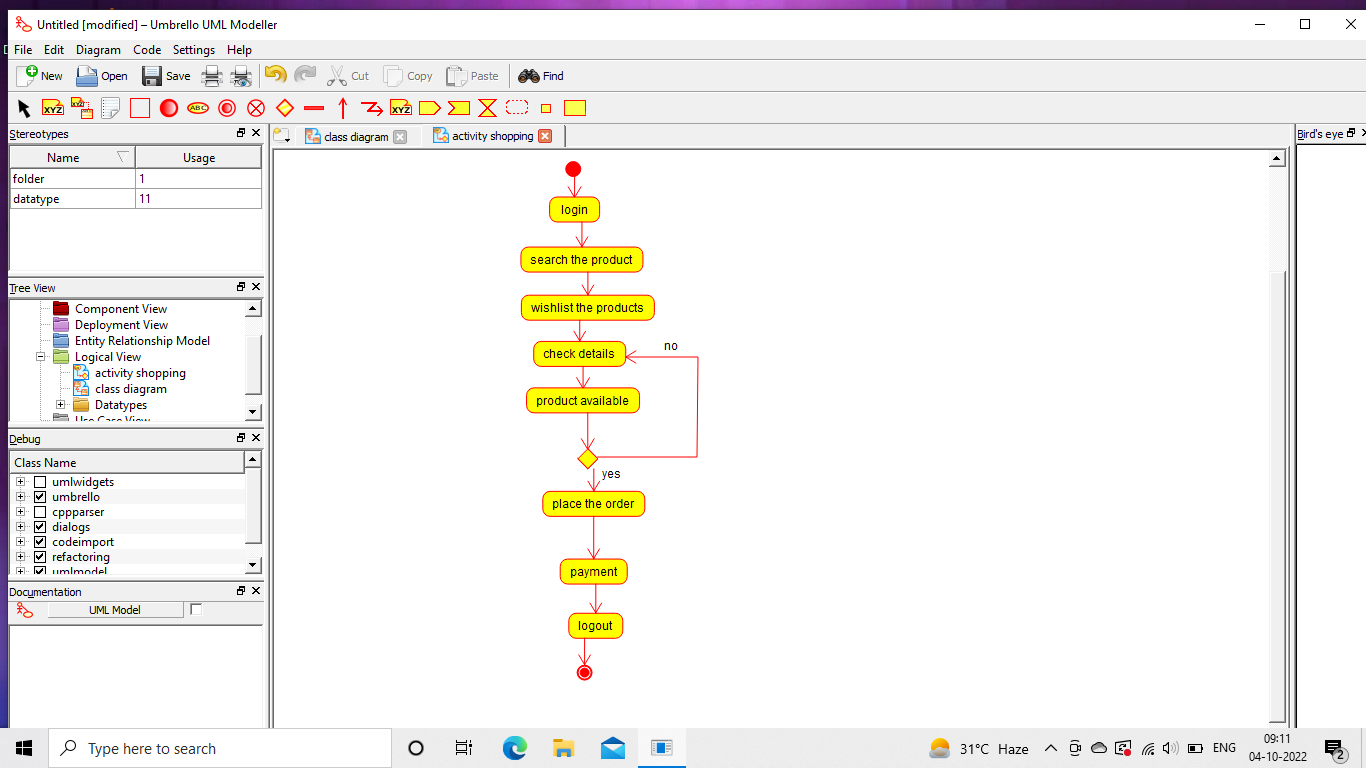 Untitled [modified] – Umbrello UML Modeller
File Edit Diagram Code Settings Help
New Open Save Cut Copy Paste Find
XYZ XYZ ABC XYZ
Stereotypes
Name Usage
folder 1
datatype 11
Tree View
Component View
Deployment View
Entity Relationship Model
Logical View
activity shopping
class diagram
Datatypes
Use Case View
Debug
Class Name
umlwidgets
umbrello
cppparser
dialogs
codeimport
refactoring
umlmodel
Documentation
UML Model
class diagram activity shopping
login
search the product
wishlist the products
check details
no
product available
yes
place the order
payment
logout
Bird's eye
Type here to search
31°C Haze
ENG
09:11
04-10-2022
2